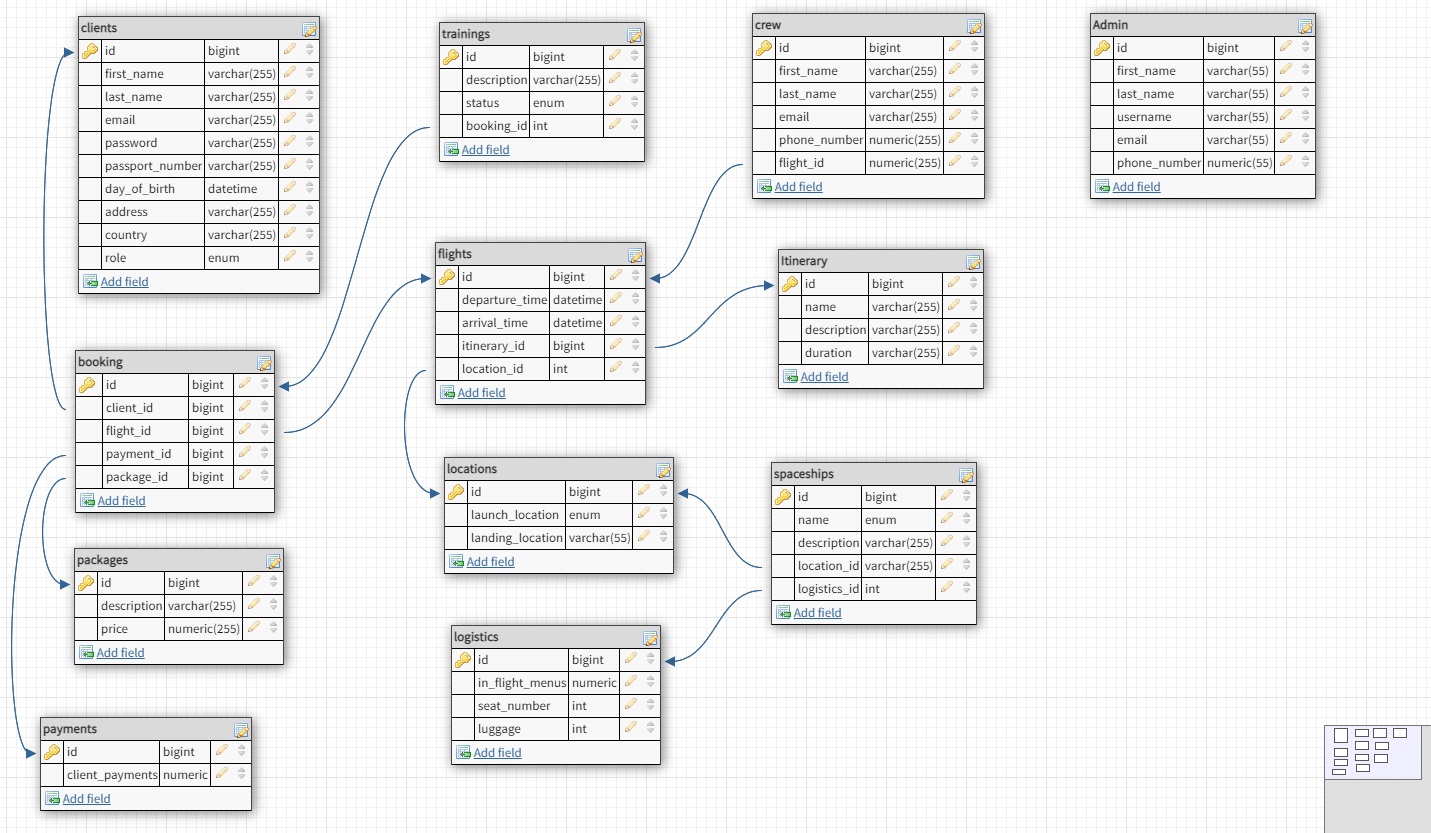 clients
id bigint
first_name varchar(255)
last_name varchar(255)
email varchar(255)
password varchar(255)
passport_number varchar(255)
day_of_birth datetime
address varchar(255)
country varchar(255)
role enum
Add field
trainings
id bigint
description varchar(255)
status enum
booking_id int
Add field
crew
id bigint
first_name varchar(255)
last_name varchar(255)
email varchar(255)
phone_number numeric(255)
flight_id numeric(255)
Add field
Admin
id bigint
first_name varchar(55)
last_name varchar(55)
username varchar(55)
email varchar(55)
phone_number numeric(55)
Add field
flights
id bigint
departure_time datetime
arrival_time datetime
itinerary_id bigint
location_id int
Add field
Itinerary
id bigint
name varchar(255)
description varchar(255)
duration varchar(255)
Add field
booking
id bigint
client_id bigint
flight_id bigint
payment_id bigint
package_id bigint
Add field
locations
id bigint
launch_location enum
landing_location varchar(55)
Add field
spaceships
id bigint
name enum
description varchar(255)
location_id varchar(255)
logistics_id int
Add field
packages
id bigint
description varchar(255)
price numeric(255)
Add field
logistics
id bigint
in_flight_menus numeric
seat_number int
luggage int
Add field
payments
id bigint
client_payments numeric
Add field